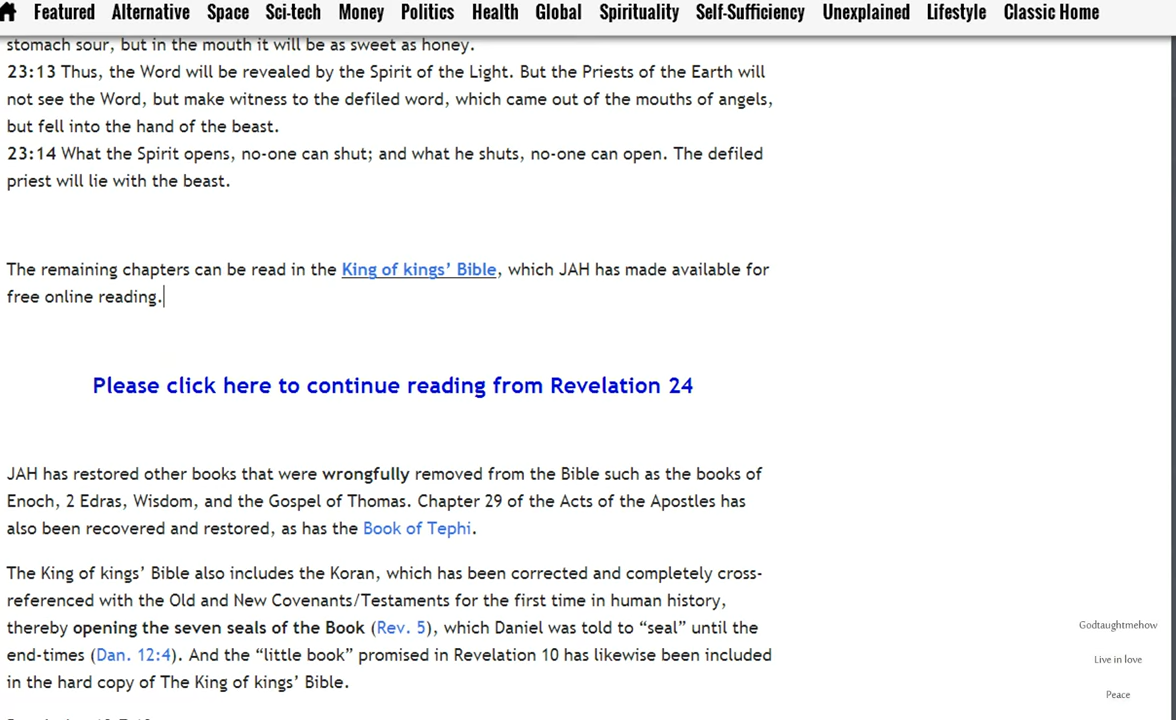 Featured Alternative Space Sci-tech Money Politics Health Global Spirituality Self-Sufficiency Unexplained Lifestyle Classic Home
stomach sour, but in the mouth it will be as sweet as honey.
23:13 Thus, the Word will be revealed by the Spirit of the Light. But the Priests of the Earth will
not see the Word, but make witness to the defiled word, which came out of the mouths of angels,
but fell into the hand of the beast.
23:14 What the Spirit opens, no-one can shut; and what he shuts, no-one can open. The defiled
priest will lie with the beast.
The remaining chapters can be read in the King of kings’ Bible, which JAH has made available for
free online reading.
Please click here to continue reading from Revelation 24
JAH has restored other books that were wrongfully removed from the Bible such as the books of
Enoch, 2 Edras, Wisdom, and the Gospel of Thomas. Chapter 29 of the Acts of the Apostles has
also been recovered and restored, as has the Book of Tephi.
The King of kings’ Bible also includes the Koran, which has been corrected and completely cross-
referenced with the Old and New Covenants/Testaments for the first time in human history,
thereby opening the seven seals of the Book (Rev. 5), which Daniel was told to “seal” until the
end-times (Dan. 12:4). And the “little book” promised in Revelation 10 has likewise been included
in the hard copy of The King of kings’ Bible.
Godtaughtmehow
Live in love
Peace